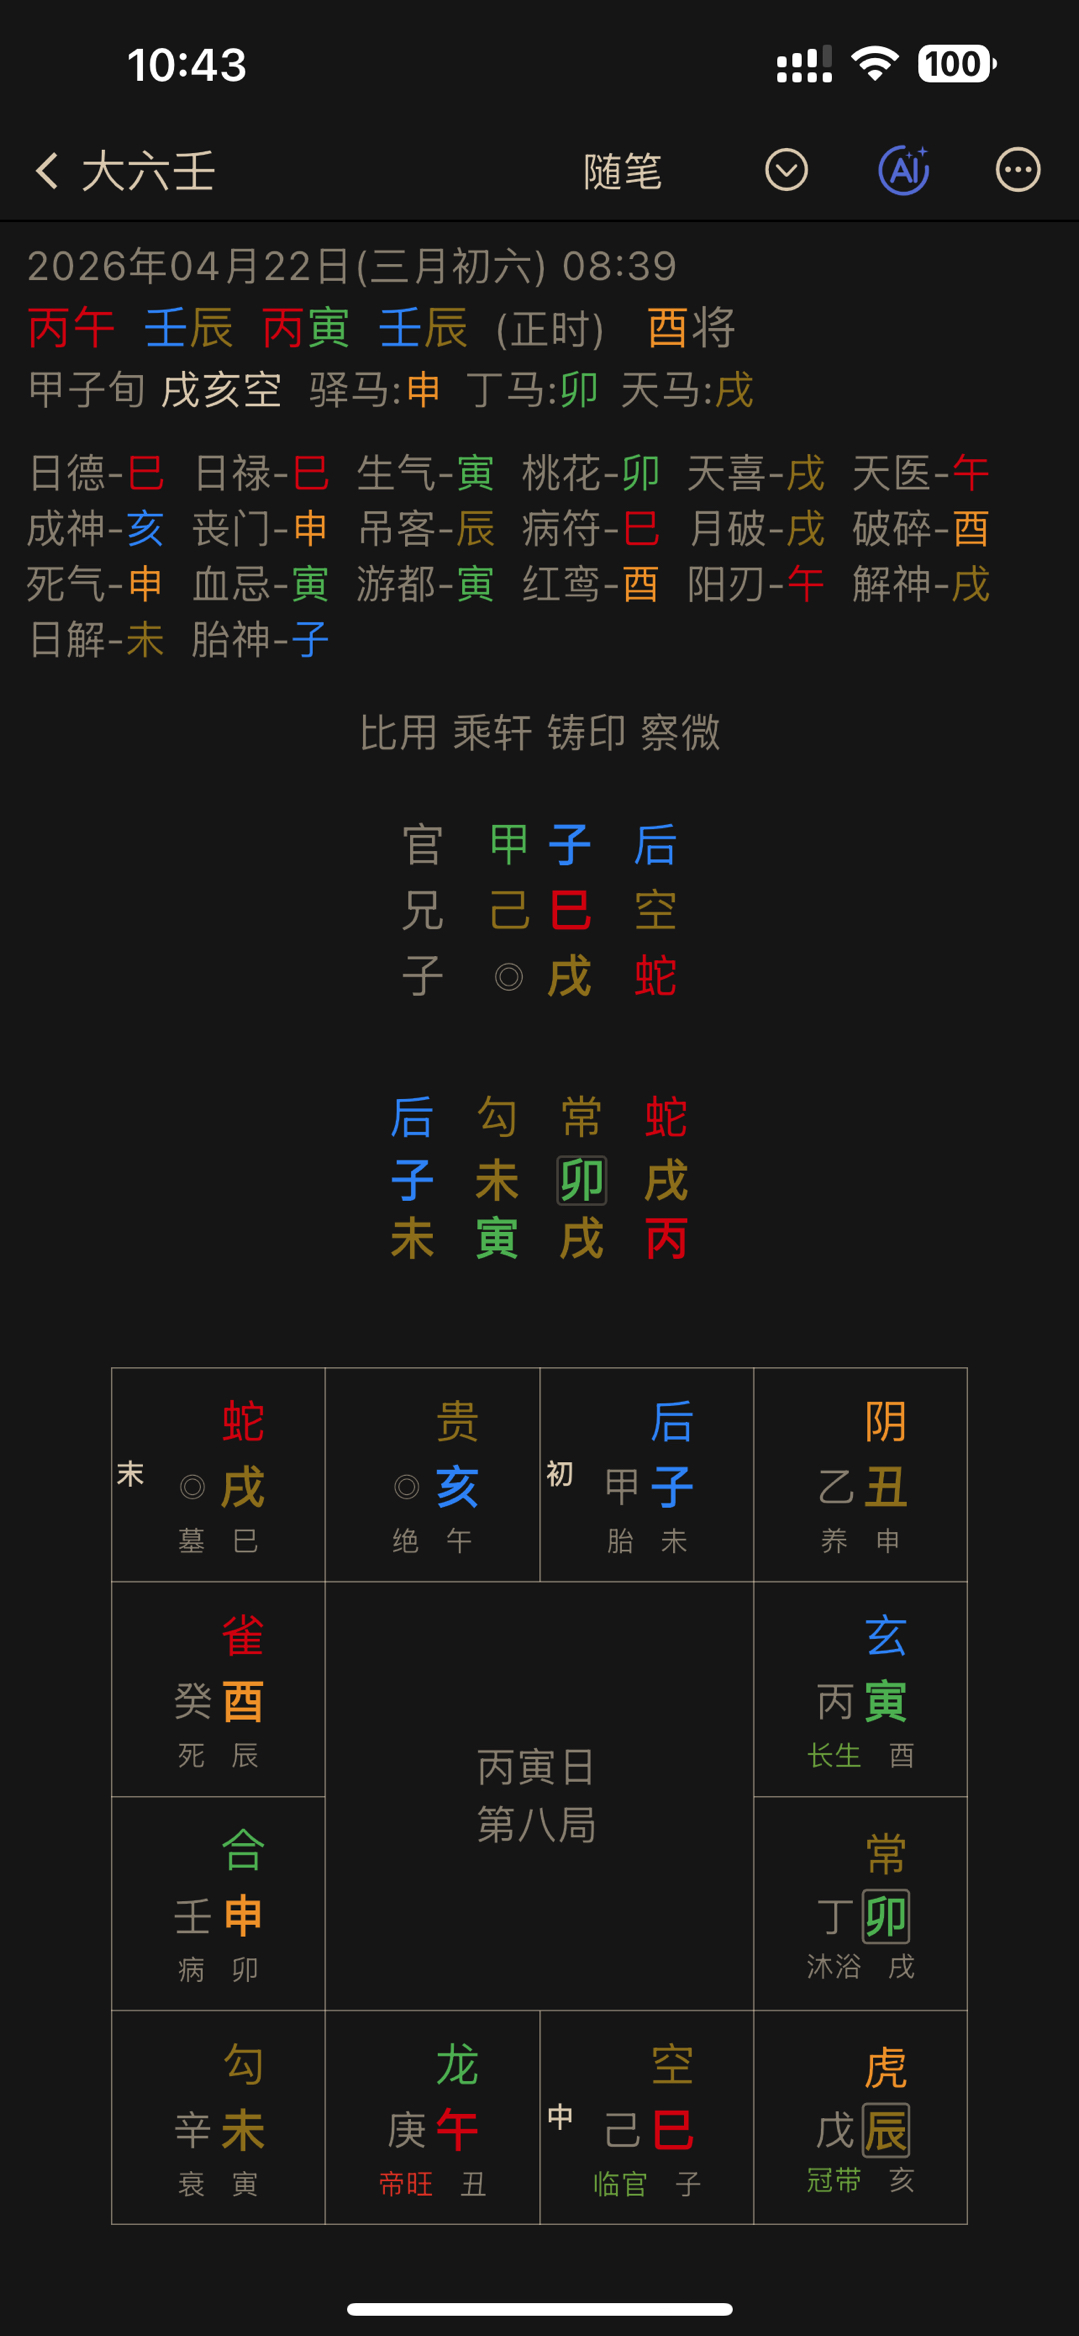 10:43 100
大六壬 随笔 AI
2026年04月22日(三月初六) 08:39
丙午 壬辰 丙寅 壬辰 (正时) 酉将
甲子旬 戌亥空 驿马:申 丁马:卯 天马:戌
日德-巳 日禄-巳 生气-寅 桃花-卯 天喜-戌 天医-午
成神-亥 丧门-申 吊客-辰 病符-巳 月破-戌 破碎-酉
死气-申 血忌-寅 游都-寅 红鸾-酉 阳刃-午 解神-戌
日解-未 胎神-子
比用 乘轩 铸印 察微
官 甲 子 后
兄 己 巳 空
子 ◎ 戌 蛇
后 勾 常 蛇
子 未 卯 戌
未 寅 戌 丙
蛇 贵 后 阴
末 ◎ 戌 ◎ 亥 初 甲 子 乙 丑
墓 巳 绝 午 胎 未 养 申
雀 玄
癸 酉 丙 寅
死 辰 长生 酉
丙寅日
第八局
合 常
壬 申 丁 卯
病 卯 沐浴 戌
勾 龙 空 虎
辛 未 庚 午 中 己 巳 戊 辰
衰 寅 帝旺 丑 临官 子 冠带 亥